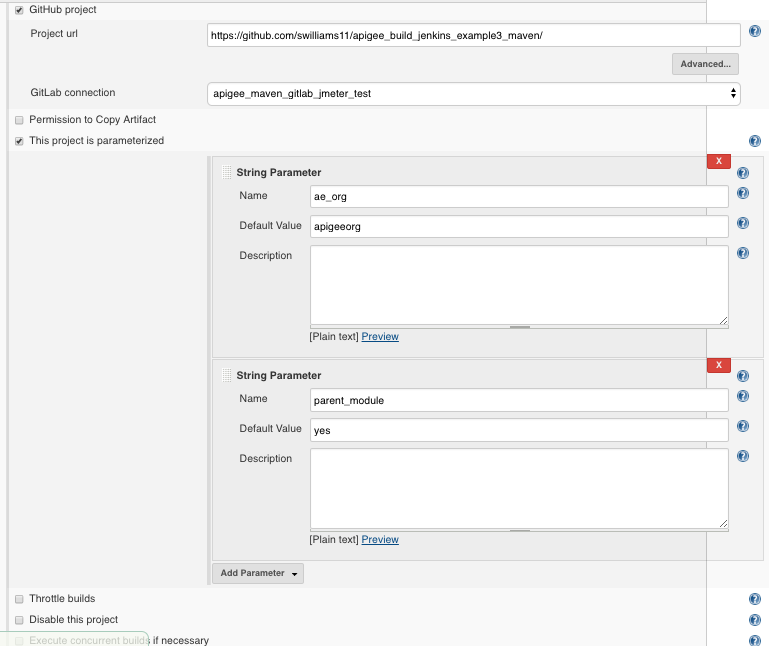 GitHub project
Project url
https://github.com/swilliams11/apigee_build_jenkins_example3_maven/
Advanced...
GitLab connection
apigee_maven_gitlab_jmeter_test
Permission to Copy Artifact
This project is parameterized
X
String Parameter
Name
ae_org
Default Value
apigeeorg
Description
[Plain text] Preview
X
String Parameter
Name
parent_module
Default Value
yes
Description
[Plain text] Preview
Add Parameter
Throttle builds
Disable this project
Execute concurrent builds if necessary